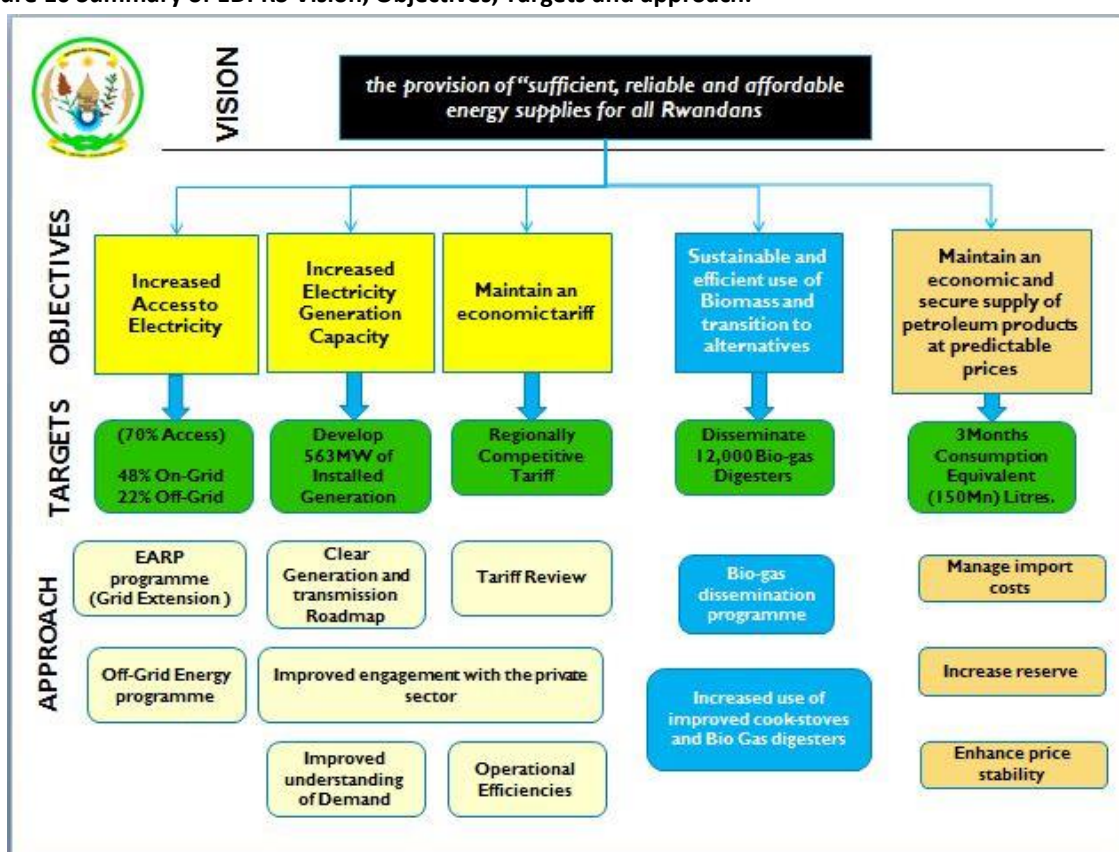 VISION
the provision of “sufficient, reliable and affordable
energy supplies for all Rwandans
OBJECTIVES
Increased
Access to
Electricity
Increased
Electricity
Generation
Capacity
Maintain an
economic tariff
Sustainable and
efficient use of
Biomass and
transition to
alternatives
Maintain an
economic and
secure supply of
petroleum products
at predictable
prices
TARGETS
(70% Access)
48% On-Grid
22% Off-Grid
Develop
563MW of
Installed
Generation
Regionally
Competitive
Tariff
Disseminate
12,000 Bio-gas
Digesters
3Months
Consumption
Equivalent
(150Mn) Litres.
APPROACH
EARP
programme
(Grid Extension )
Clear
Generation and
transmission
Roadmap
Tariff Review
Bio-gas
dissemination
programme
Manage import
costs
Off-Grid Energy
programme
Improved engagement with the private
sector
Increased use of
improved cook-stoves
and Bio Gas digesters
Increase reserve
Improved
understanding
of Demand
Operational
Efficiencies
Enhance price
stability